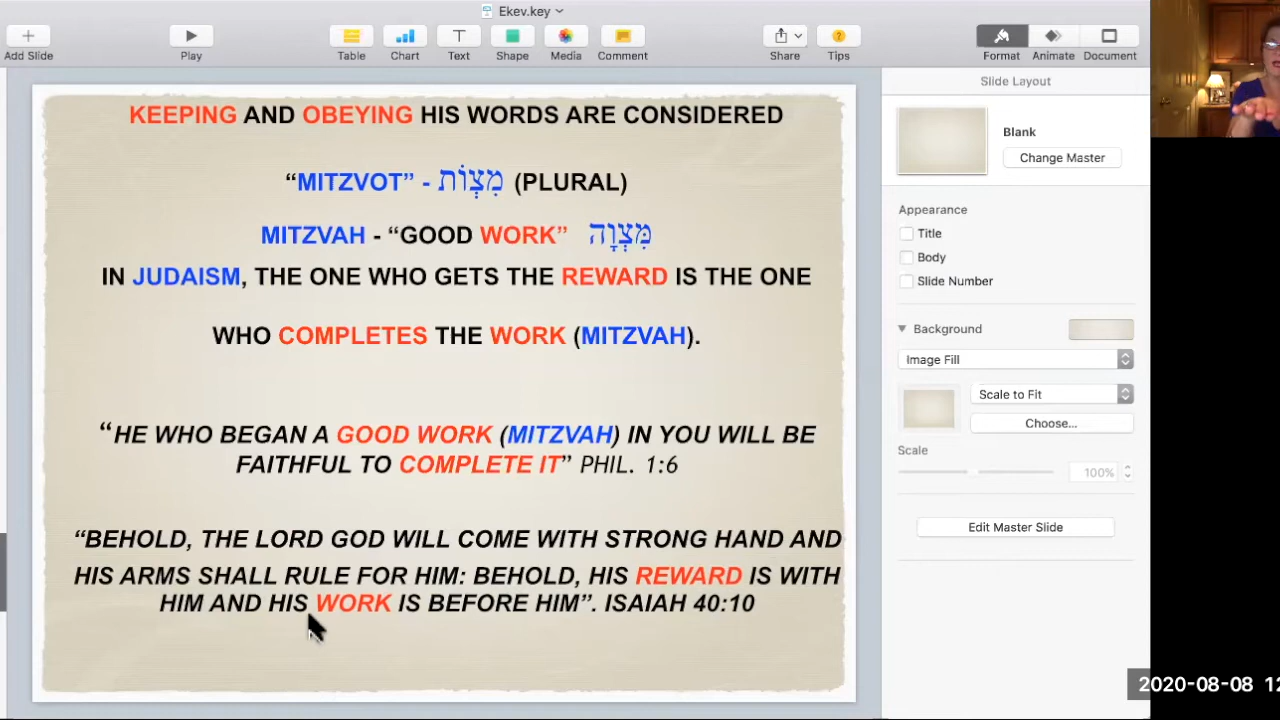 Ekev.key
Add Slide
Play
Table
Chart
Text
Shape
Media
Comment
Share
Tips
Format
Animate
Document
KEEPING AND OBEYING HIS WORDS ARE CONSIDERED
“MITZVOT” - מִצְוֹת (PLURAL)
MITZVAH - “GOOD WORK” מִּצְוָה
IN JUDAISM, THE ONE WHO GETS THE REWARD IS THE ONE
WHO COMPLETES THE WORK (MITZVAH).
“HE WHO BEGAN A GOOD WORK (MITZVAH) IN YOU WILL BE
FAITHFUL TO COMPLETE IT” PHIL. 1:6
“BEHOLD, THE LORD GOD WILL COME WITH STRONG HAND AND
HIS ARMS SHALL RULE FOR HIM: BEHOLD, HIS REWARD IS WITH
HIM AND HIS WORK IS BEFORE HIM”. ISAIAH 40:10
Slide Layout
Blank
Change Master
Appearance
Title
Body
Slide Number
Background
Image Fill
Scale to Fit
Choose...
Scale
100%
Edit Master Slide
2020-08-08 12